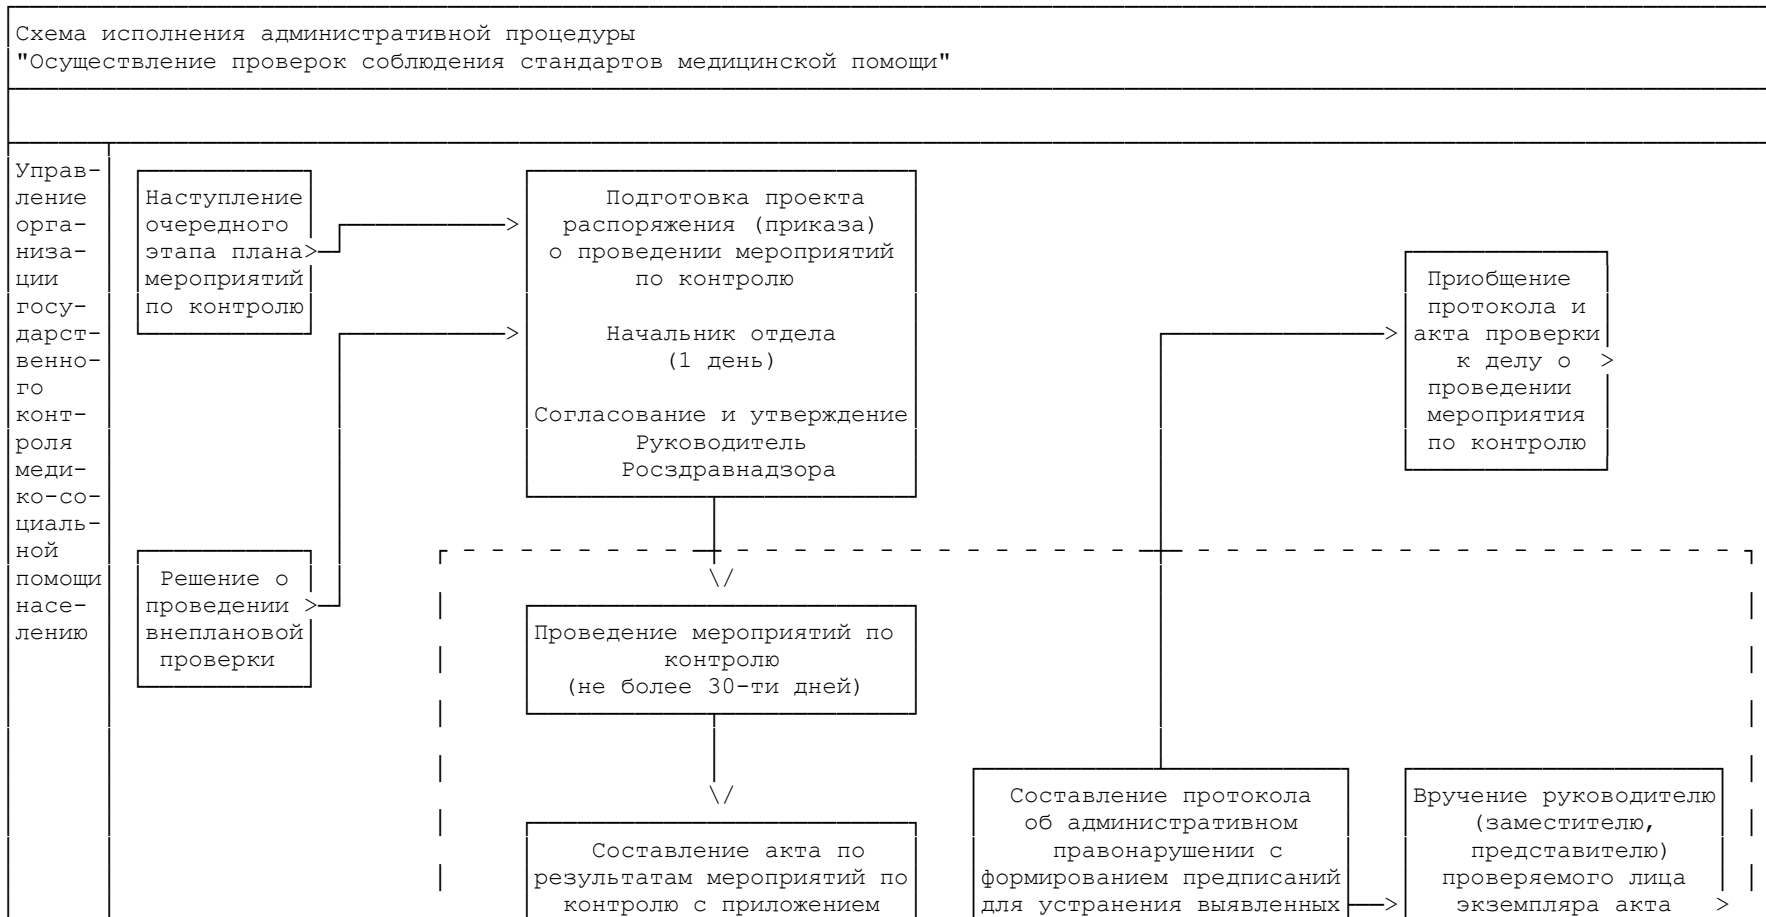 Схема исполнения административной процедуры
"Осуществление проверок соблюдения стандартов медицинской помощи"
Управ-
ление
орга-
низа-
ции
госу-
дарст-
венно-
го
конт-
роля
меди-
ко-со-
циаль-
ной
помощи
насе-
лению
Наступление
очередного
этапа плана
мероприятий
по контролю
Подготовка проекта
распоряжения (приказа)
о проведении мероприятий
по контролю
Начальник отдела
(1 день)
Согласование и утверждение
Руководитель
Росздравнадзора
Приобщение
протокола и
акта проверки
к делу о
проведении
мероприятия
по контролю
Решение о
проведении
внеплановой
проверки
Проведение мероприятий по
контролю
(не более 30-ти дней)
Составление акта по
результатам мероприятий по
контролю с приложением
Составление протокола
об административном
правонарушении с
формированием предписаний
для устранения выявленных
Вручение руководителю
(заместителю,
представителю)
проверяемого лица
экземпляра акта